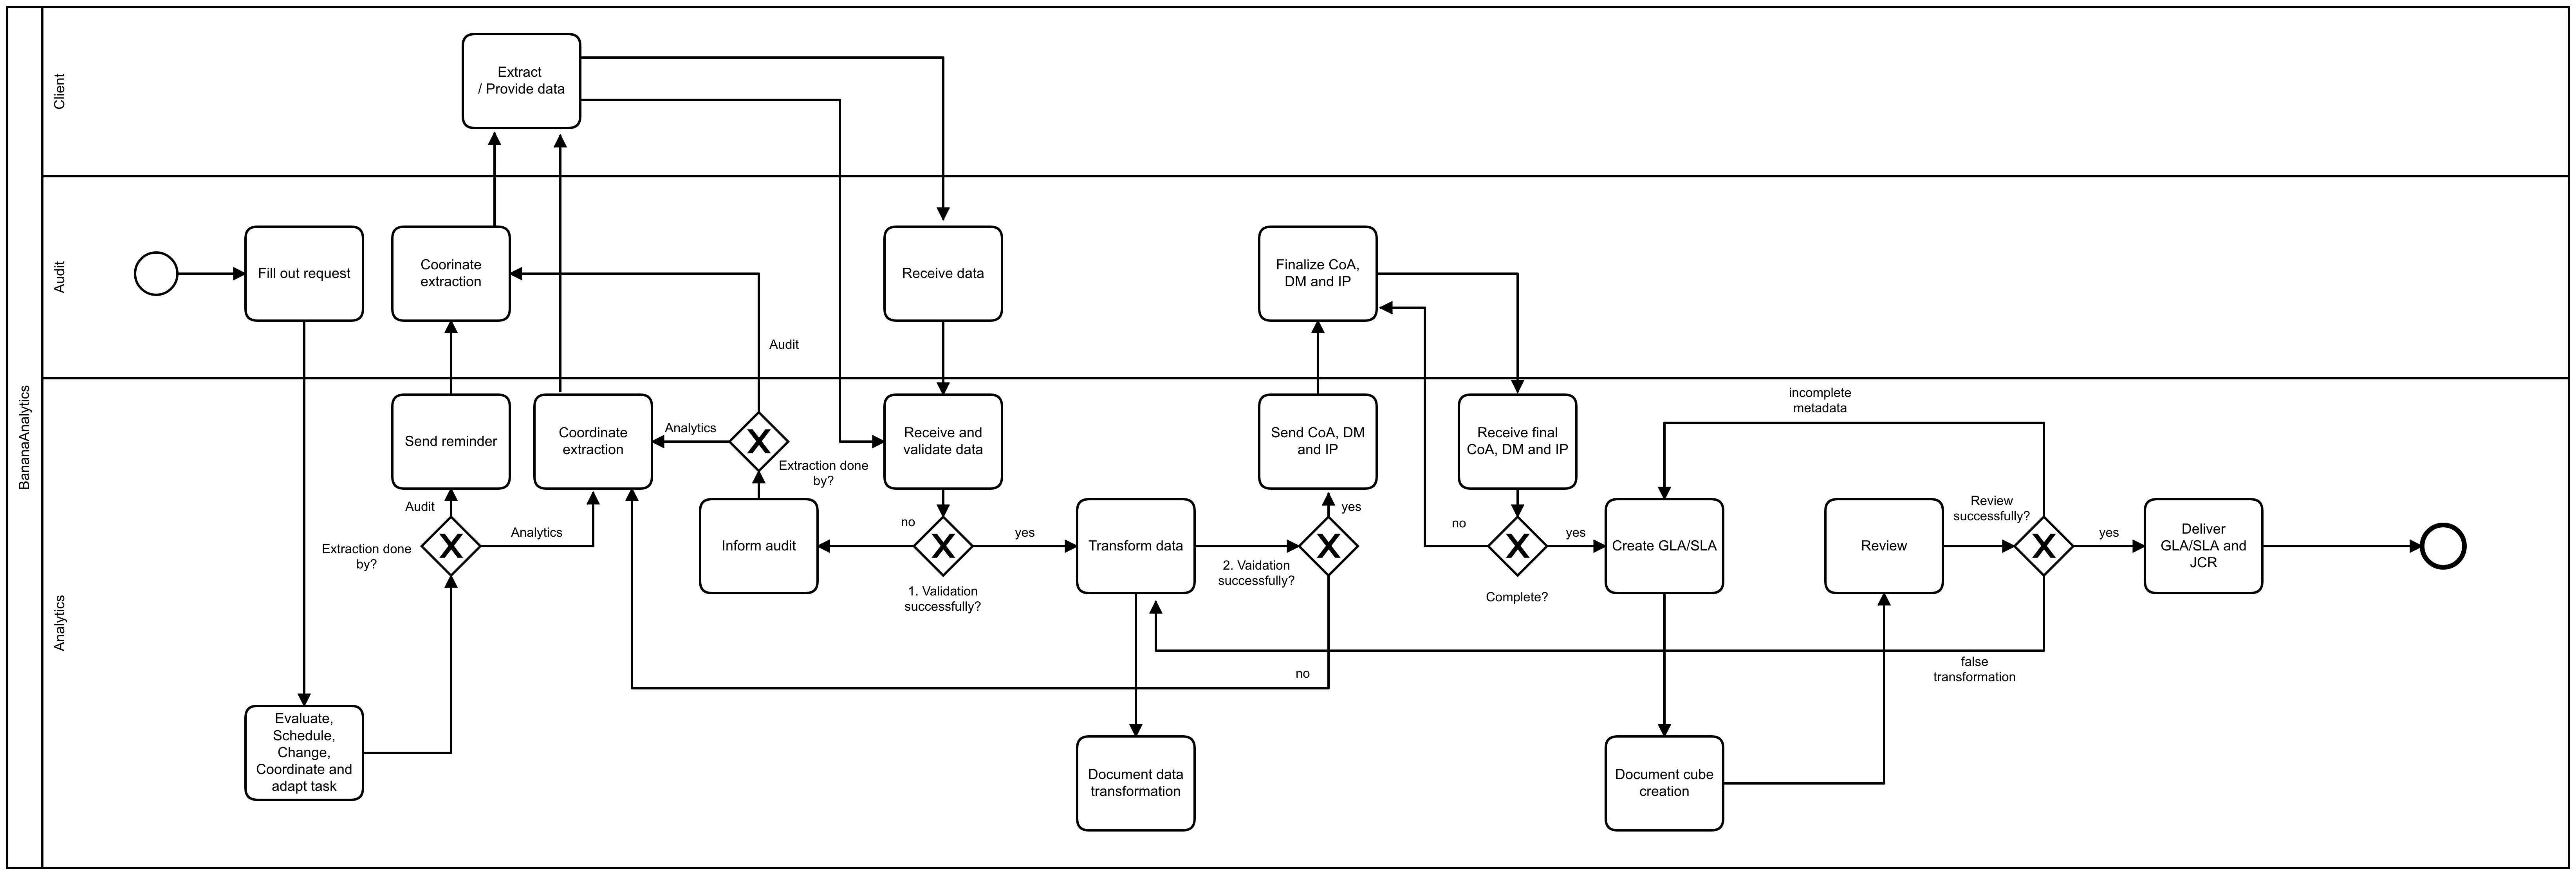 BananaAnalytics
Client
Extract
/ Provide data
Audit
Fill out request
Coorinate
extraction
Receive data
Finalize CoA,
DM and IP
Audit
Analytics
Send reminder
Coordinate
extraction
Analytics
Extraction done
by?
Receive and
validate data
Send CoA, DM
and IP
Receive final
CoA, DM and IP
incomplete
metadata
Audit
Extraction done
by?
Analytics
Inform audit
no
1. Validation
successfully?
yes
Transform data
2. Vaidation
successfully?
yes
no
no
Complete?
yes
Create GLA/SLA
Review
Review
successfully?
yes
Deliver
GLA/SLA and
JCR
false
transformation
Evaluate,
Schedule,
Change,
Coordinate and
adapt task
Document data
transformation
Document cube
creation